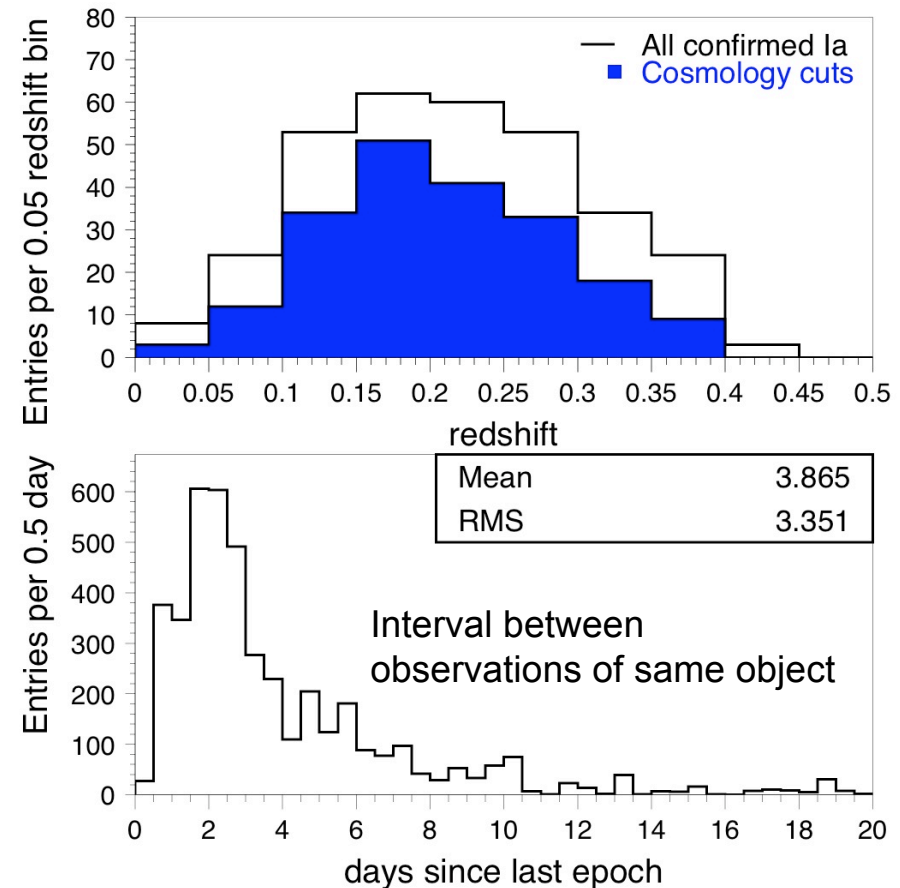 80
70
60
50
40
30
20
10
0
Entries per 0.05 redshift bin
All confirmed Ia
Cosmology cuts
0 0.05 0.1 0.15 0.2 0.25 0.3 0.35 0.4 0.45 0.5
redshift
Entries per 0.5 day
600
500
400
300
200
100
0
Mean 3.865
RMS 3.351
Interval between
observations of same object
0 2 4 6 8 10 12 14 16 18 20
days since last epoch